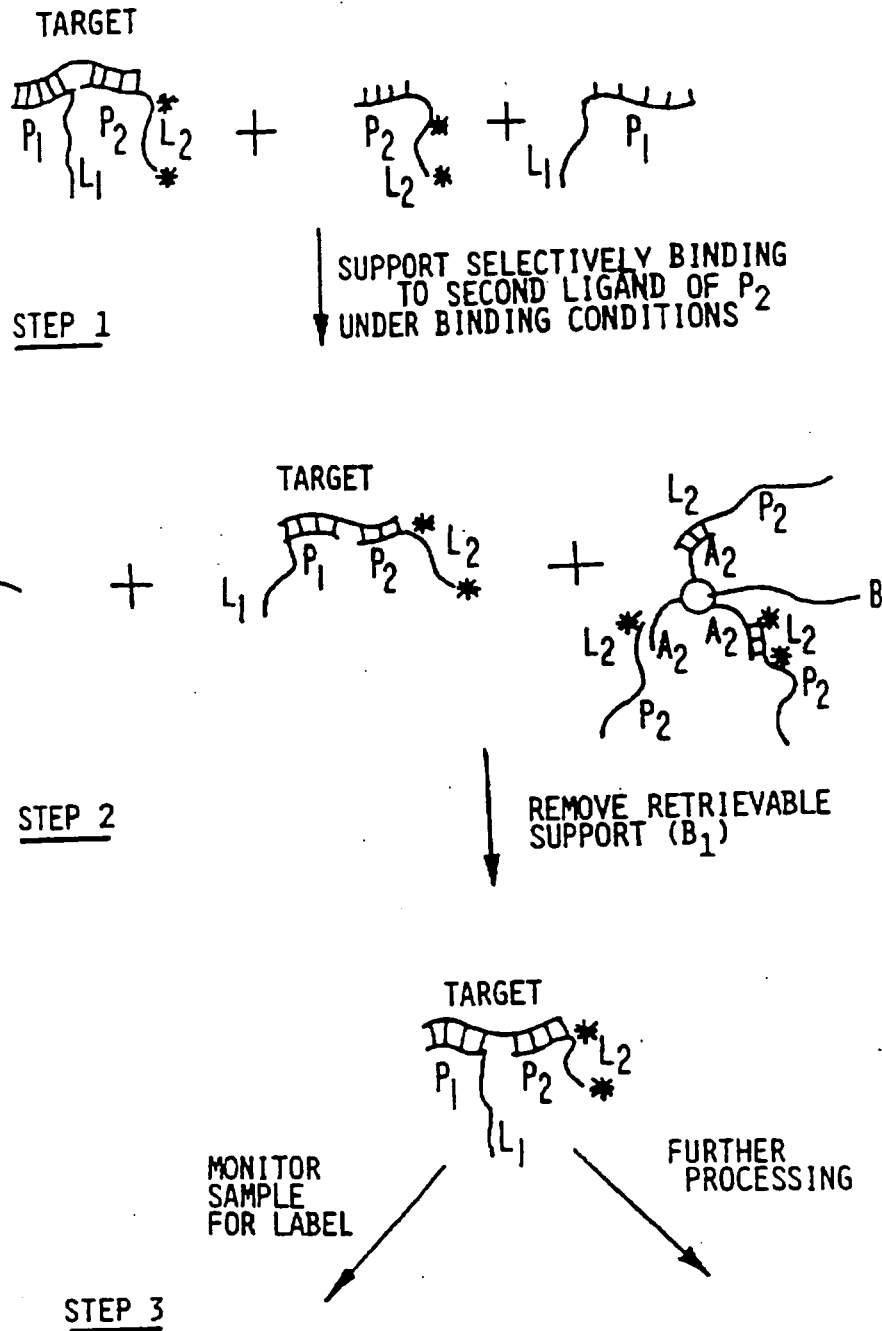 TARGET
P1 L1 P2 L2 * *
+
P2 L2 * *
+
L1 P1
SUPPORT SELECTIVELY BINDING
TO SECOND LIGAND OF P2
UNDER BINDING CONDITIONS
STEP 1
TARGET
+
L1 P1 P2 * L2 *
+
L2 P2
A2
B
L2 * A2 A2 * L2 *
P2 P2
STEP 2
REMOVE RETRIEVABLE
SUPPORT (B1)
TARGET
P1 P2 * L2 *
L1
MONITOR
SAMPLE
FOR LABEL
FURTHER
PROCESSING
STEP 3